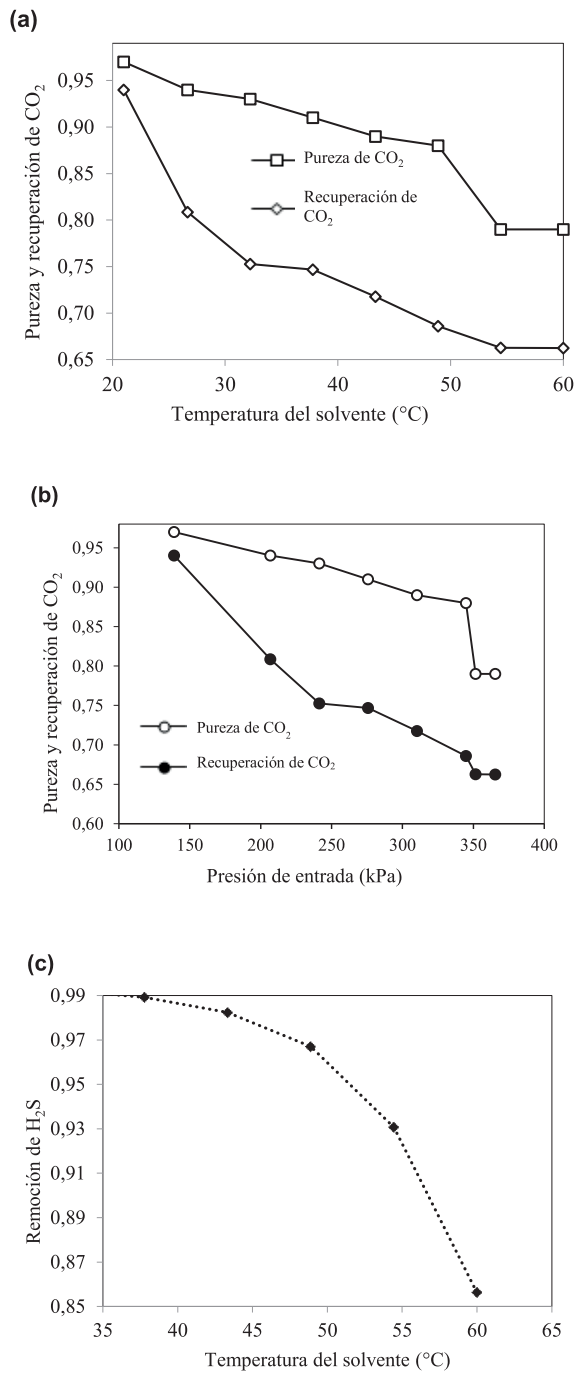 (a)
Pureza y recuperación de CO₂
0,95
0,90
0,85
0,80
0,75
0,70
0,65
Pureza de CO₂
Recuperación de
CO₂
20 30 40 50 60
Temperatura del solvente (°C)
(b)
Pureza y recuperación de CO₂
0,95
0,90
0,85
0,80
0,75
0,70
0,65
0,60
Pureza de CO₂
Recuperación de CO₂
100 150 200 250 300 350 400
Presión de entrada (kPa)
(c)
Remoción de H₂S
0,99
0,97
0,95
0,93
0,91
0,89
0,87
0,85
35 40 45 50 55 60 65
Temperatura del solvente (°C)